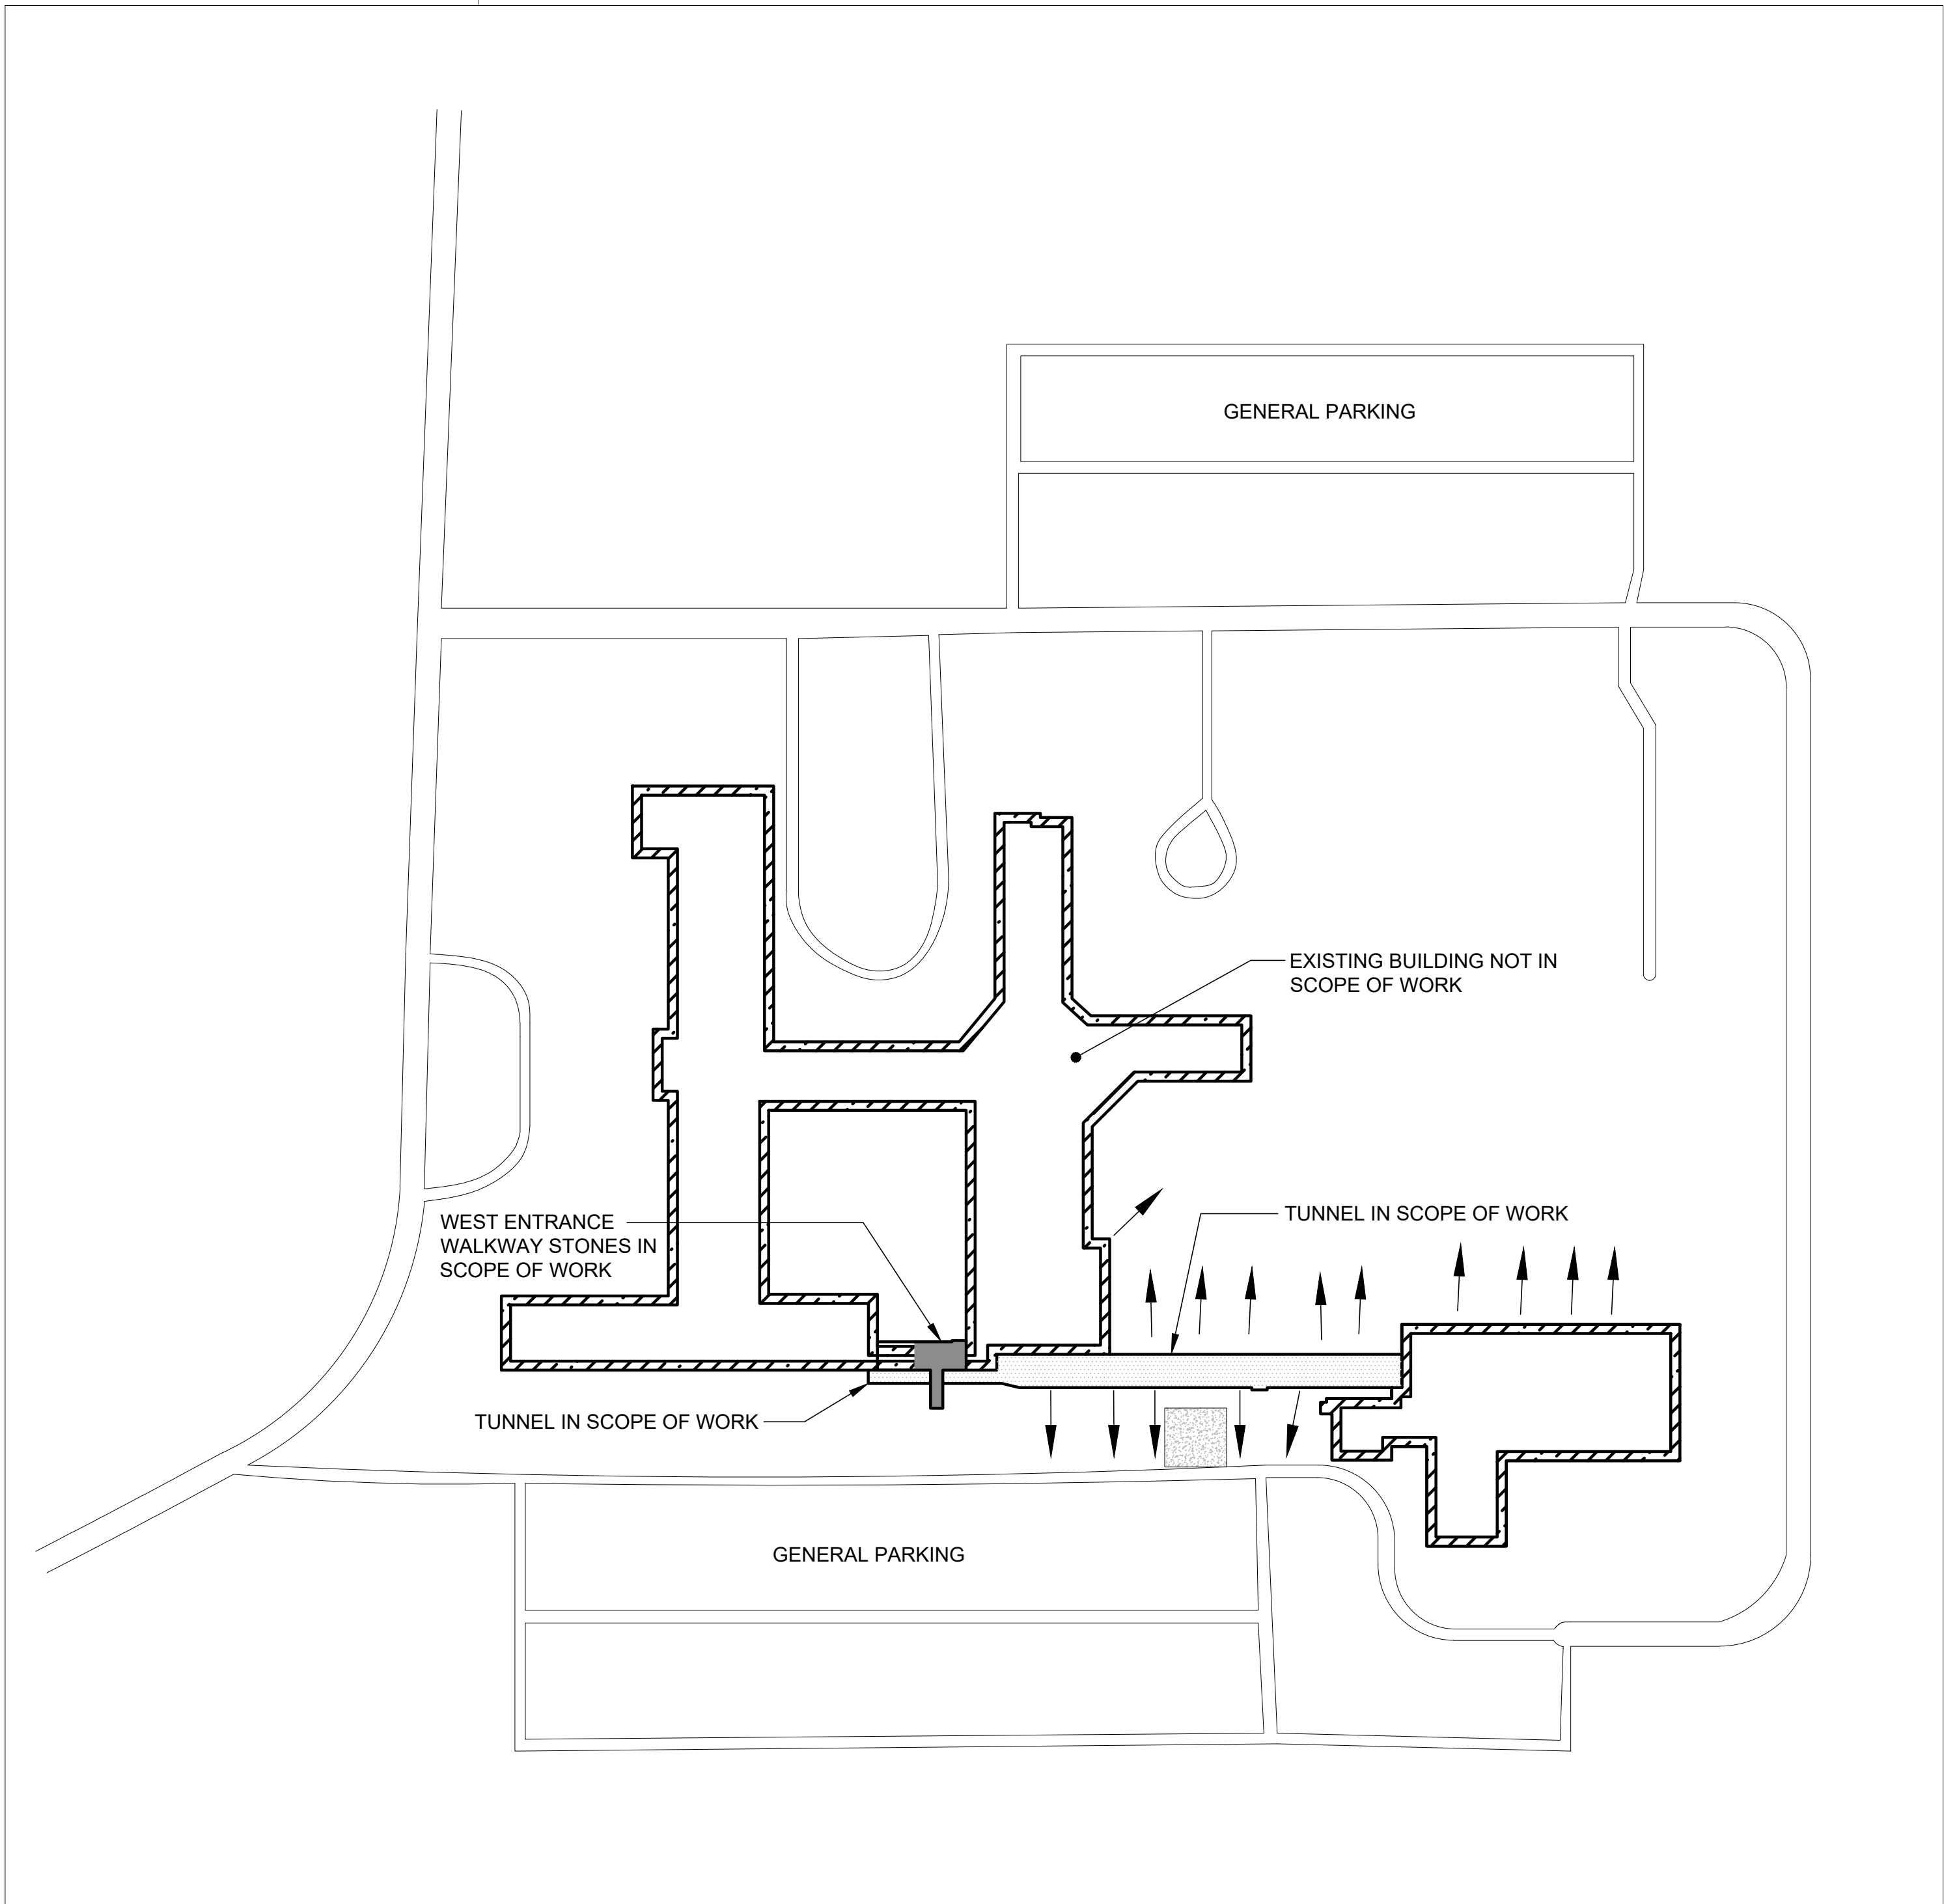 GENERAL PARKING
EXISTING BUILDING NOT IN
SCOPE OF WORK
WEST ENTRANCE
WALKWAY STONES IN
SCOPE OF WORK
TUNNEL IN SCOPE OF WORK
TUNNEL IN SCOPE OF WORK
GENERAL PARKING